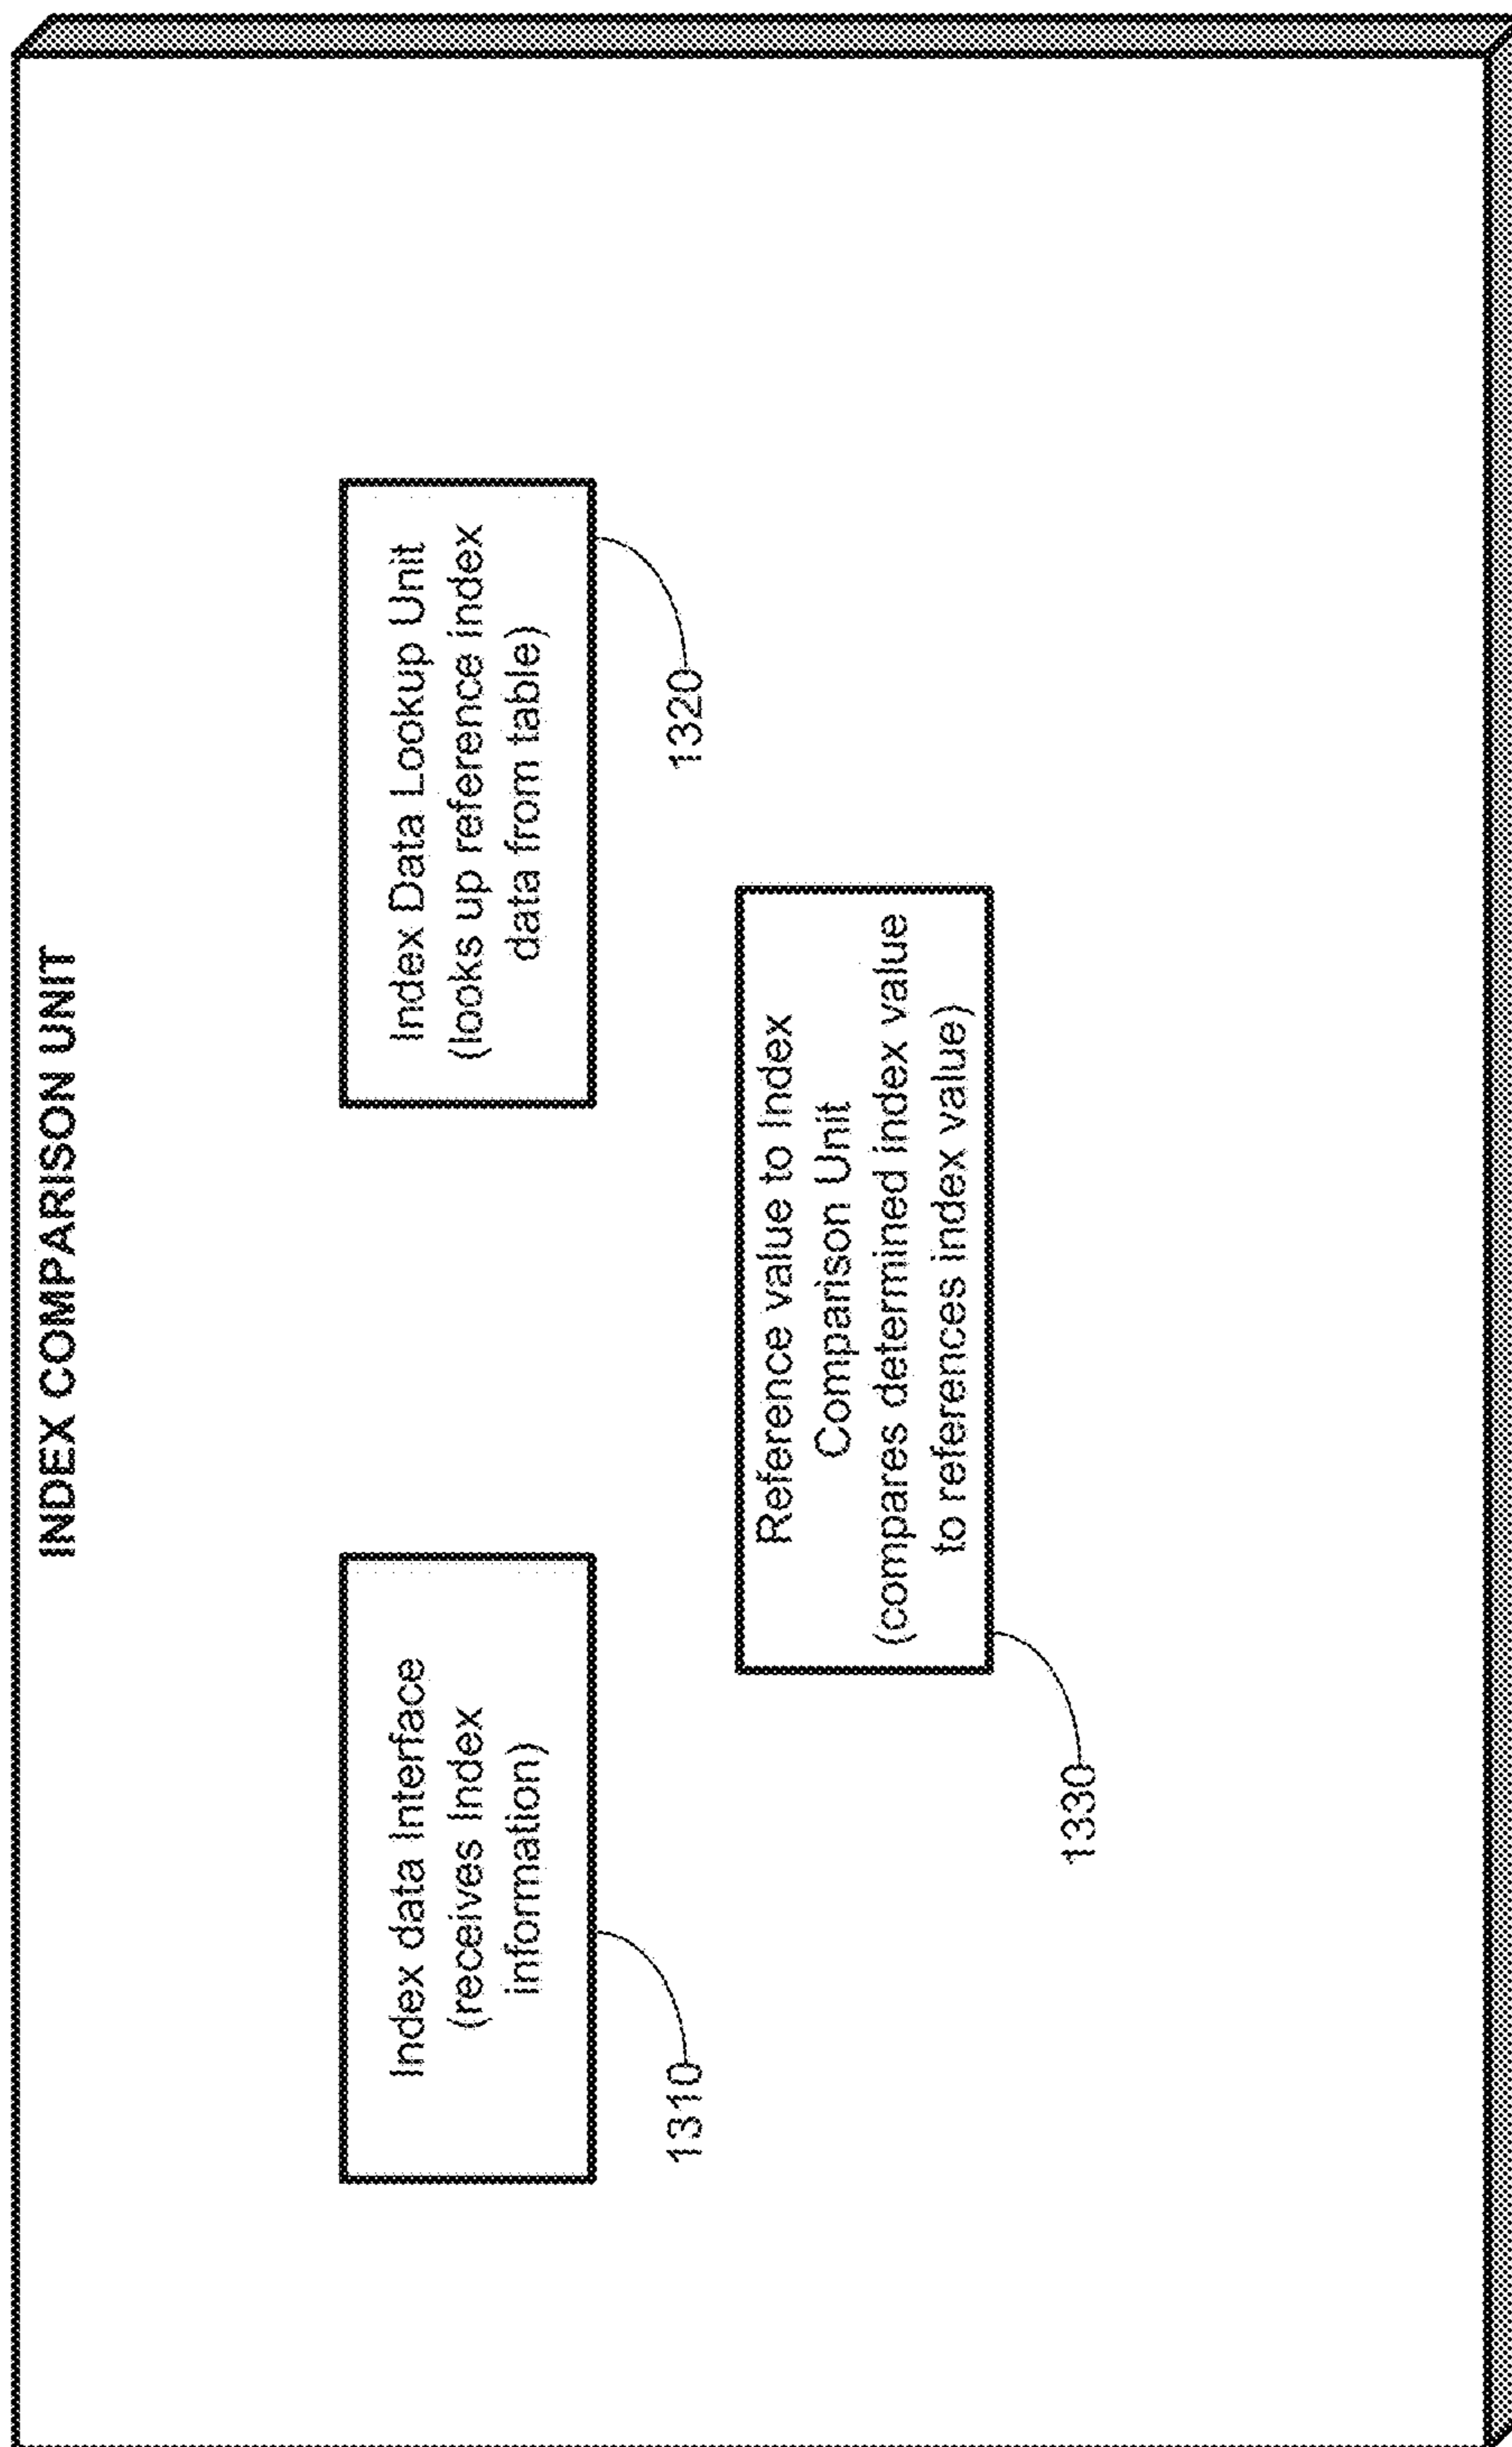 INDEX COMPARISON UNIT
Index data Interface
(receives Index
information)
1310
Index Data Lookup Unit
(looks up reference index
data from table)
1320
Reference value to Index
Comparison Unit
(compares determined index value
to references index value)
1330